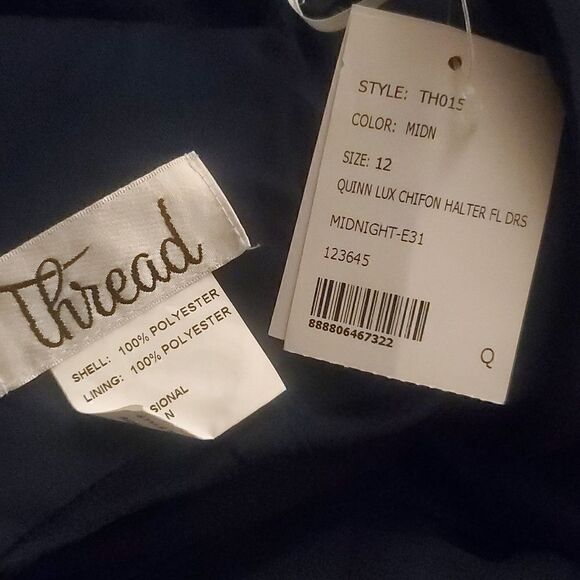 Thread
SHELL: 100% POLYESTER
LINING: 100% POLYESTER
SIONAL
N
STYLE: TH015
COLOR: MIDN
SIZE: 12
QUINN LUX CHIFON HALTER FL DRS
MIDNIGHT-E31
123645
888806467322
Q